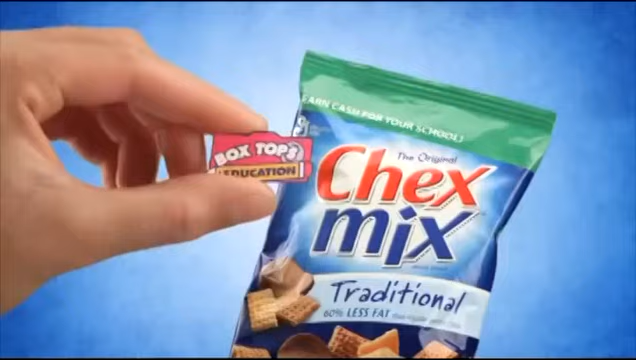 EARN CASH FOR YOUR SCHOOL!
BOX TOPS
EDUCATION
The Original
Chex
mix
Traditional
60% LESS FAT